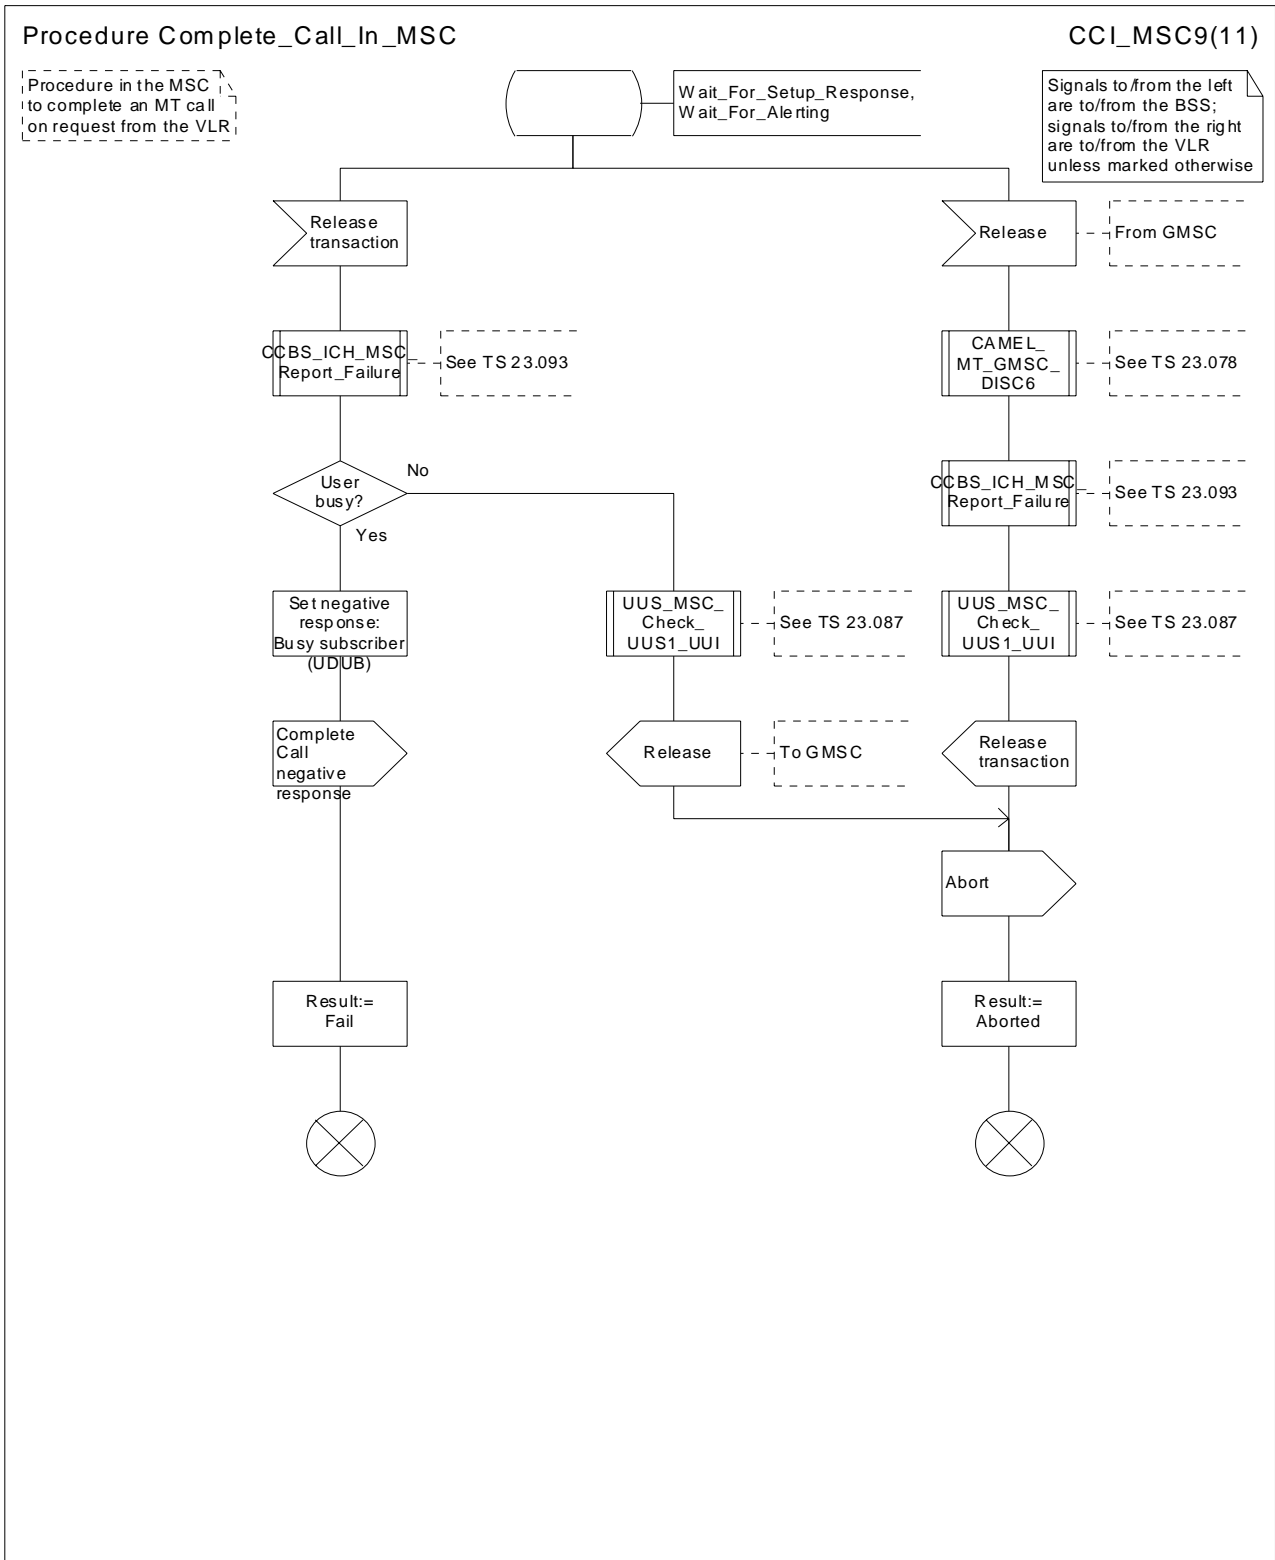 Procedure Complete_Call_In_MSC
CCI_MSC9(11)
Procedure in the MSC
to complete an MT call
on request from the VLR
Wait_For_Setup_Response,
Wait_For_Alerting
Signals to/from the left
are to/from the BSS;
signals to/from the right
are to/from the VLR
unless marked otherwise
Release
transaction
Release
From GMSC
CCBS_ICH_MSC_
Report_Failure
See TS 23.093
CAMEL_
MT_GMSC_
DISC6
See TS 23.078
User
busy?
No
Yes
CCBS_ICH_MSC_
Report_Failure
See TS 23.093
Set negative
response:
Busy subscriber
(UDUB)
UUS_MSC_
Check_
UUS1_UUI
See TS 23.087
UUS_MSC_
Check_
UUS1_UUI
See TS 23.087
Complete
Call
negative
response
Release
To GMSC
Release
transaction
Abort
Result:=
Fail
Result:=
Aborted